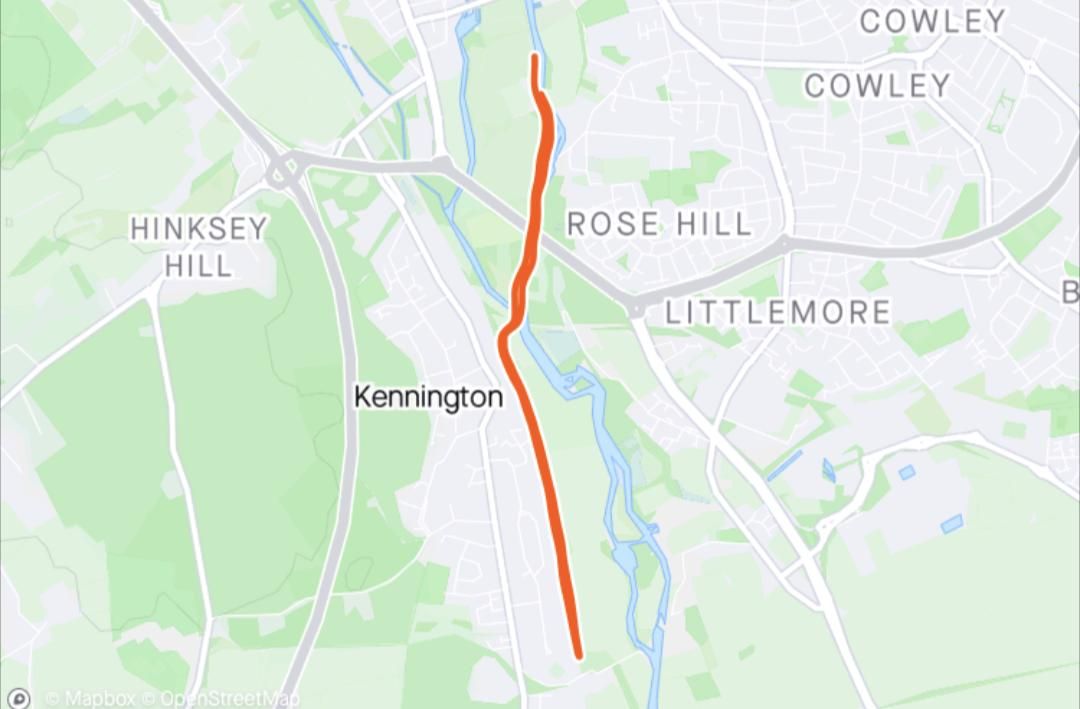 COWLEY
COWLEY
HINKSEY
HILL
ROSE HILL
LITTLEMORE
B
Kennington
© Mapbox © OpenStreetMap